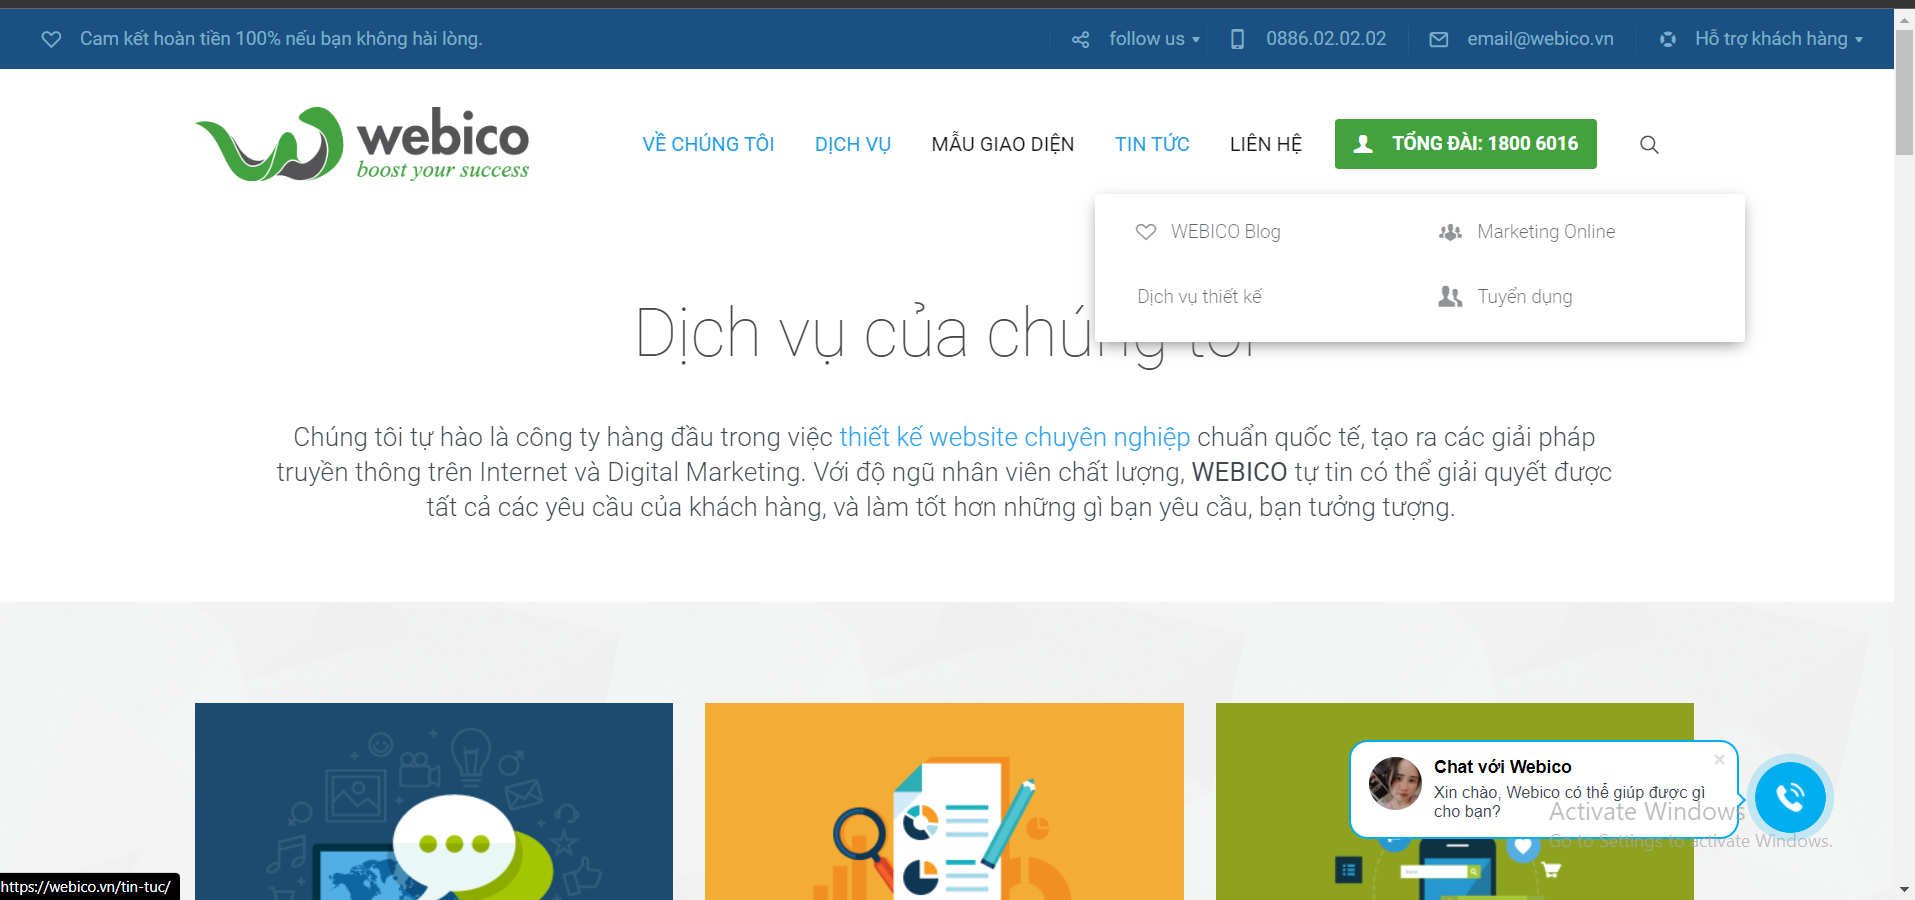 Cam kết hoàn tiền 100% nếu bạn không hài lòng.
follow us
0886.02.02.02
email@webico.vn
Hỗ trợ khách hàng
webico
boost your success
VỀ CHÚNG TÔI
DỊCH VỤ
MẪU GIAO DIỆN
TIN TỨC
LIÊN HỆ
TỔNG ĐÀI: 1800 6016
WEBICO Blog
Marketing Online
Dịch vụ thiết kế
Tuyển dụng
Dịch vụ của chúng tôi
Chúng tôi tự hào là công ty hàng đầu trong việc thiết kế website chuyên nghiệp chuẩn quốc tế, tạo ra các giải pháp
truyền thông trên Internet và Digital Marketing. Với độ ngũ nhân viên chất lượng, WEBICO tự tin có thể giải quyết được
tất cả các yêu cầu của khách hàng, và làm tốt hơn những gì bạn yêu cầu, bạn tưởng tượng.
Chat với Webico
Xin chào, Webico có thể giúp được gì
cho bạn?
Activate Windows
Go to Settings to activate Windows.
https://webico.vn/tin-tuc/